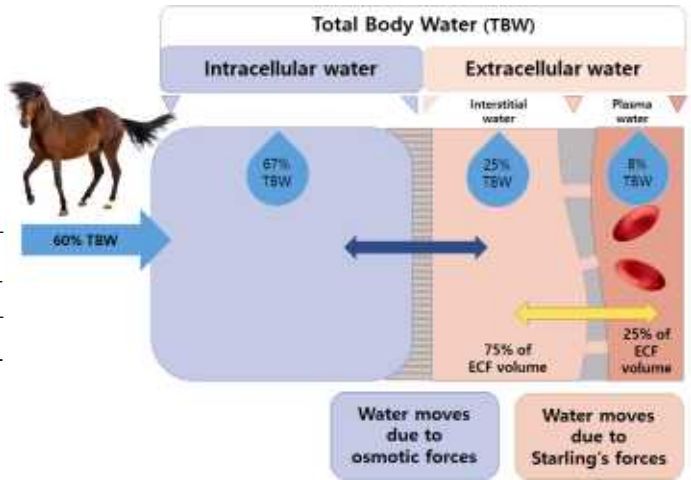 Total Body Water (TBW)
Intracellular water
Extracellular water
Interstitial
water
Plasma
water
67%
TBW
25%
TBW
8%
TBW
60% TBW
75% of
ECF volume
25% of
ECF
volume
Water moves
due to
osmotic forces
Water moves
due to
Starling's forces